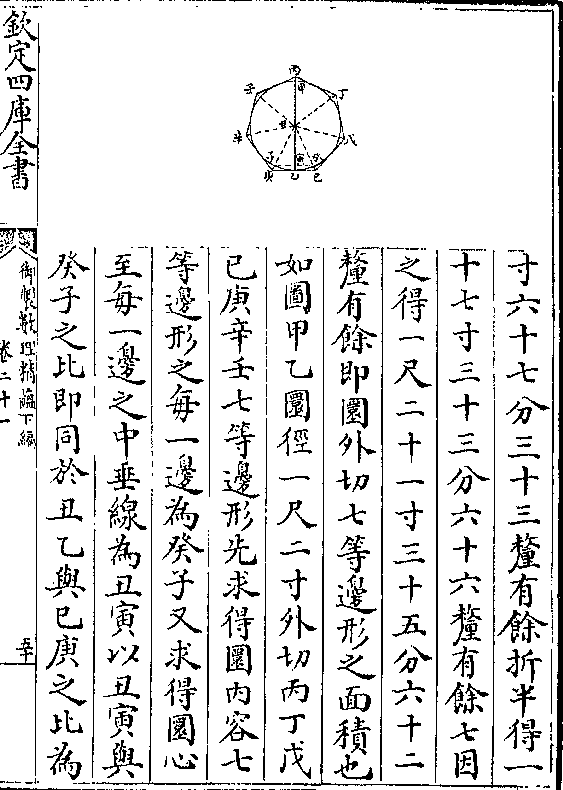 寸六十七分三十三釐有餘折半得一
十七寸三十三分六十六釐有餘七因
之得一尺二十一寸三十五分六十二
釐有餘即圜外切七等邊形之面積也
如圖甲乙圜徑一尺二寸外切丙丁戊
已庚辛壬七等邊形先求得圜内容七
等邊形之每一邊為癸子又求得圜心
至每一邊之中垂線為丑寅以丑寅與
癸子之比即同於丑乙與已庚之比為
欽定四庫全書
御製數理精藴下編
卷二十一
五十
丙
甲
壬
丁
丑
辛
戊
子
寅
癸
庚
乙
已